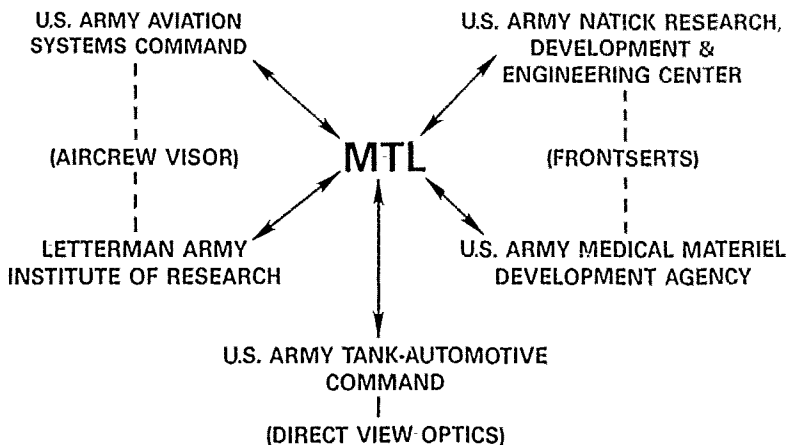 U.S. ARMY AVIATION
SYSTEMS COMMAND
U.S. ARMY NATICK RESEARCH,
DEVELOPMENT &
ENGINEERING CENTER
(AIRCREW VISOR)
MTL
(FRONTSERTS)
LETTERMAN ARMY
INSTITUTE OF RESEARCH
U.S. ARMY MEDICAL MATERIEL
DEVELOPMENT AGENCY
U.S. ARMY TANK-AUTOMOTIVE
COMMAND
(DIRECT VIEW OPTICS)